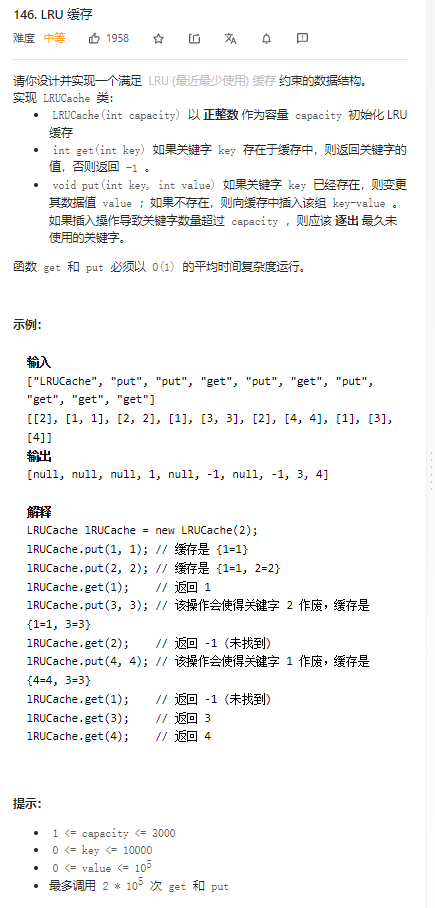 146. LRU 缓存
难度 中等 1958
请你设计并实现一个满足 LRU (最近最少使用) 缓存 约束的数据结构。
实现 LRUCache 类：
• LRUCache(int capacity) 以 正整数 作为容量 capacity 初始化 LRU
缓存
• int get(int key) 如果关键字 key 存在于缓存中，则返回关键字的
值，否则返回 -1 。
• void put(int key, int value) 如果关键字 key 已经存在，则变更
其数据值 value ；如果不存在，则向缓存中插入该组 key-value 。
如果插入操作导致关键字数量超过 capacity ，则应该 逐出 最久未
使用的关键字。
函数 get 和 put 必须以 O(1) 的平均时间复杂度运行。
示例：
输入
["LRUCache", "put", "put", "get", "put", "get", "put",
"get", "get", "get"]
[[2], [1, 1], [2, 2], [1], [3, 3], [2], [4, 4], [1], [3],
[4]]
输出
[null, null, null, 1, null, -1, null, -1, 3, 4]
解释
LRUCache lRUCache = new LRUCache(2);
lRUCache.put(1, 1); // 缓存是 {1=1}
lRUCache.put(2, 2); // 缓存是 {1=1, 2=2}
lRUCache.get(1);    // 返回 1
lRUCache.put(3, 3); // 该操作会使得关键字 2 作废，缓存是
{1=1, 3=3}
lRUCache.get(2);    // 返回 -1 (未找到)
lRUCache.put(4, 4); // 该操作会使得关键字 1 作废，缓存是
{4=4, 3=3}
lRUCache.get(1);    // 返回 -1 (未找到)
lRUCache.get(3);    // 返回 3
lRUCache.get(4);    // 返回 4
提示：
• 1 <= capacity <= 3000
• 0 <= key <= 10000
• 0 <= value <= 10⁵
• 最多调用 2 * 10⁵ 次 get 和 put